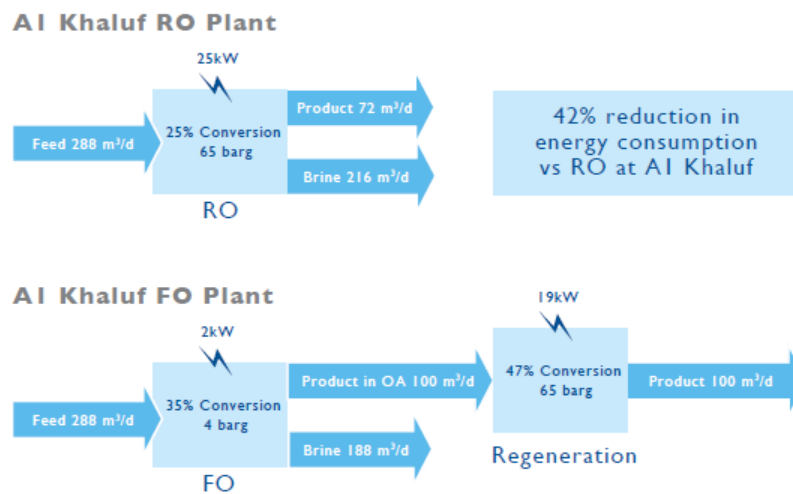 Al Khaluf RO Plant
25kW
Feed 288 m³/d
25% Conversion
65 barg
Product 72 m³/d
Brine 216 m³/d
RO
42% reduction in
energy consumption
vs RO at Al Khaluf
Al Khaluf FO Plant
2kW
Feed 288 m³/d
35% Conversion
4 barg
Product in OA 100 m³/d
Brine 188 m³/d
FO
19kW
47% Conversion
65 barg
Product 100 m³/d
Regeneration